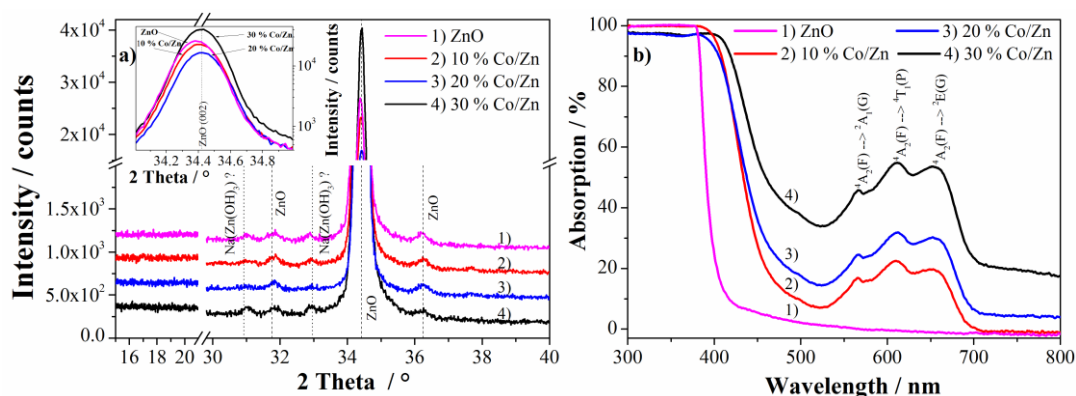 a)
4x10⁴
3x10⁴
2x10⁴
1.5x10³
1.0x10³
5.0x10²
0.0
Intensity / counts
15 16 20 21 30 32 34 36 38 40
2 Theta / °
1) ZnO
2) 10 % Co/Zn
3) 20 % Co/Zn
4) 30 % Co/Zn
ZnO
10 % Co/Zn
30 % Co/Zn
20 % Co/Zn
ZnO (002)
10⁴
10³
Intensity / counts
34.2 34.4 34.6 34.8
2 Theta / °
Na(Zn(OH)₃) ?
ZnO
Na(Zn(OH)₃) ?
ZnO
ZnO
1)
2)
3)
4)
b)
100
80
60
40
20
0
Absorption / %
300 400 500 600 700 800
Wavelength / nm
1) ZnO
2) 10 % Co/Zn
3) 20 % Co/Zn
4) 30 % Co/Zn
⁴A₂(F) --> ²A₁(G)
⁴A₂(F) --> ⁴T₁(P)
⁴A₂(F) --> ²E(G)
4)
3)
2)
1)